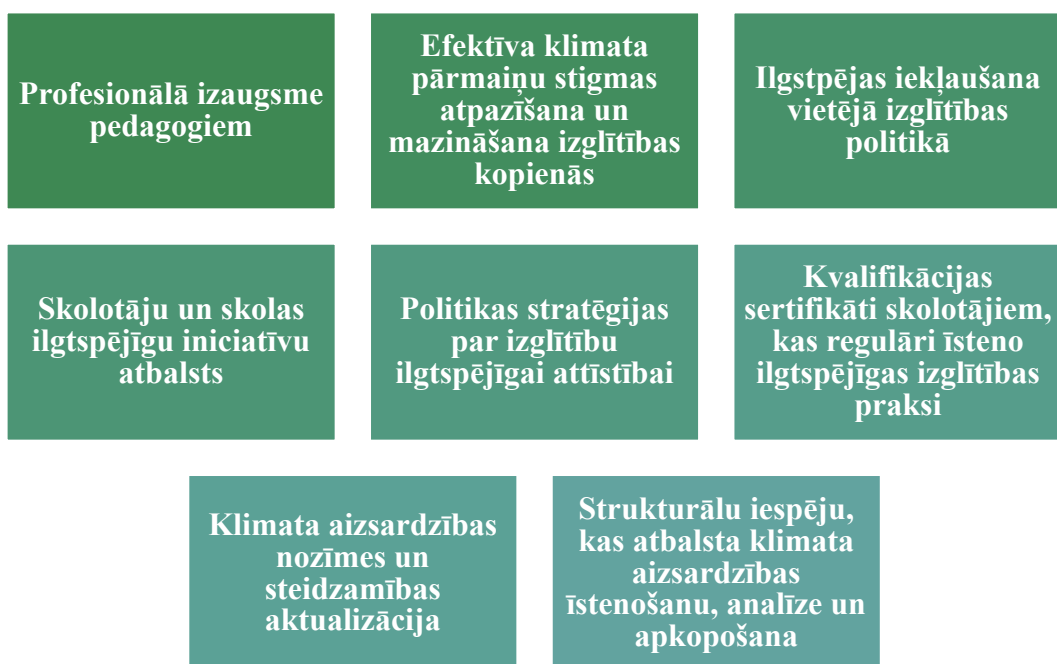 Profesionālā izaugsme
pedagogiem
Efektīva klimata
pārmaiņu stigmas
atpazīšana un
mazināšana izglītības
kopienās
Ilgstpējas iekļaušana
vietējā izglītības
politikā
Skolotāju un skolas
ilgtspējīgu iniciatīvu
atbalsts
Politikas stratēģijas
par izglītību
ilgtspējīgai attīstībai
Kvalifikācijas
sertifikāti skolotājiem,
kas regulāri īsteno
ilgtspējīgas izglītības
praksi
Klimata aizsardzības
nozīmes un
steidzamības
aktualizācija
Strukturālu iespēju,
kas atbalsta klimata
aizsardzības
īstenošanu, analīze un
apkopošana